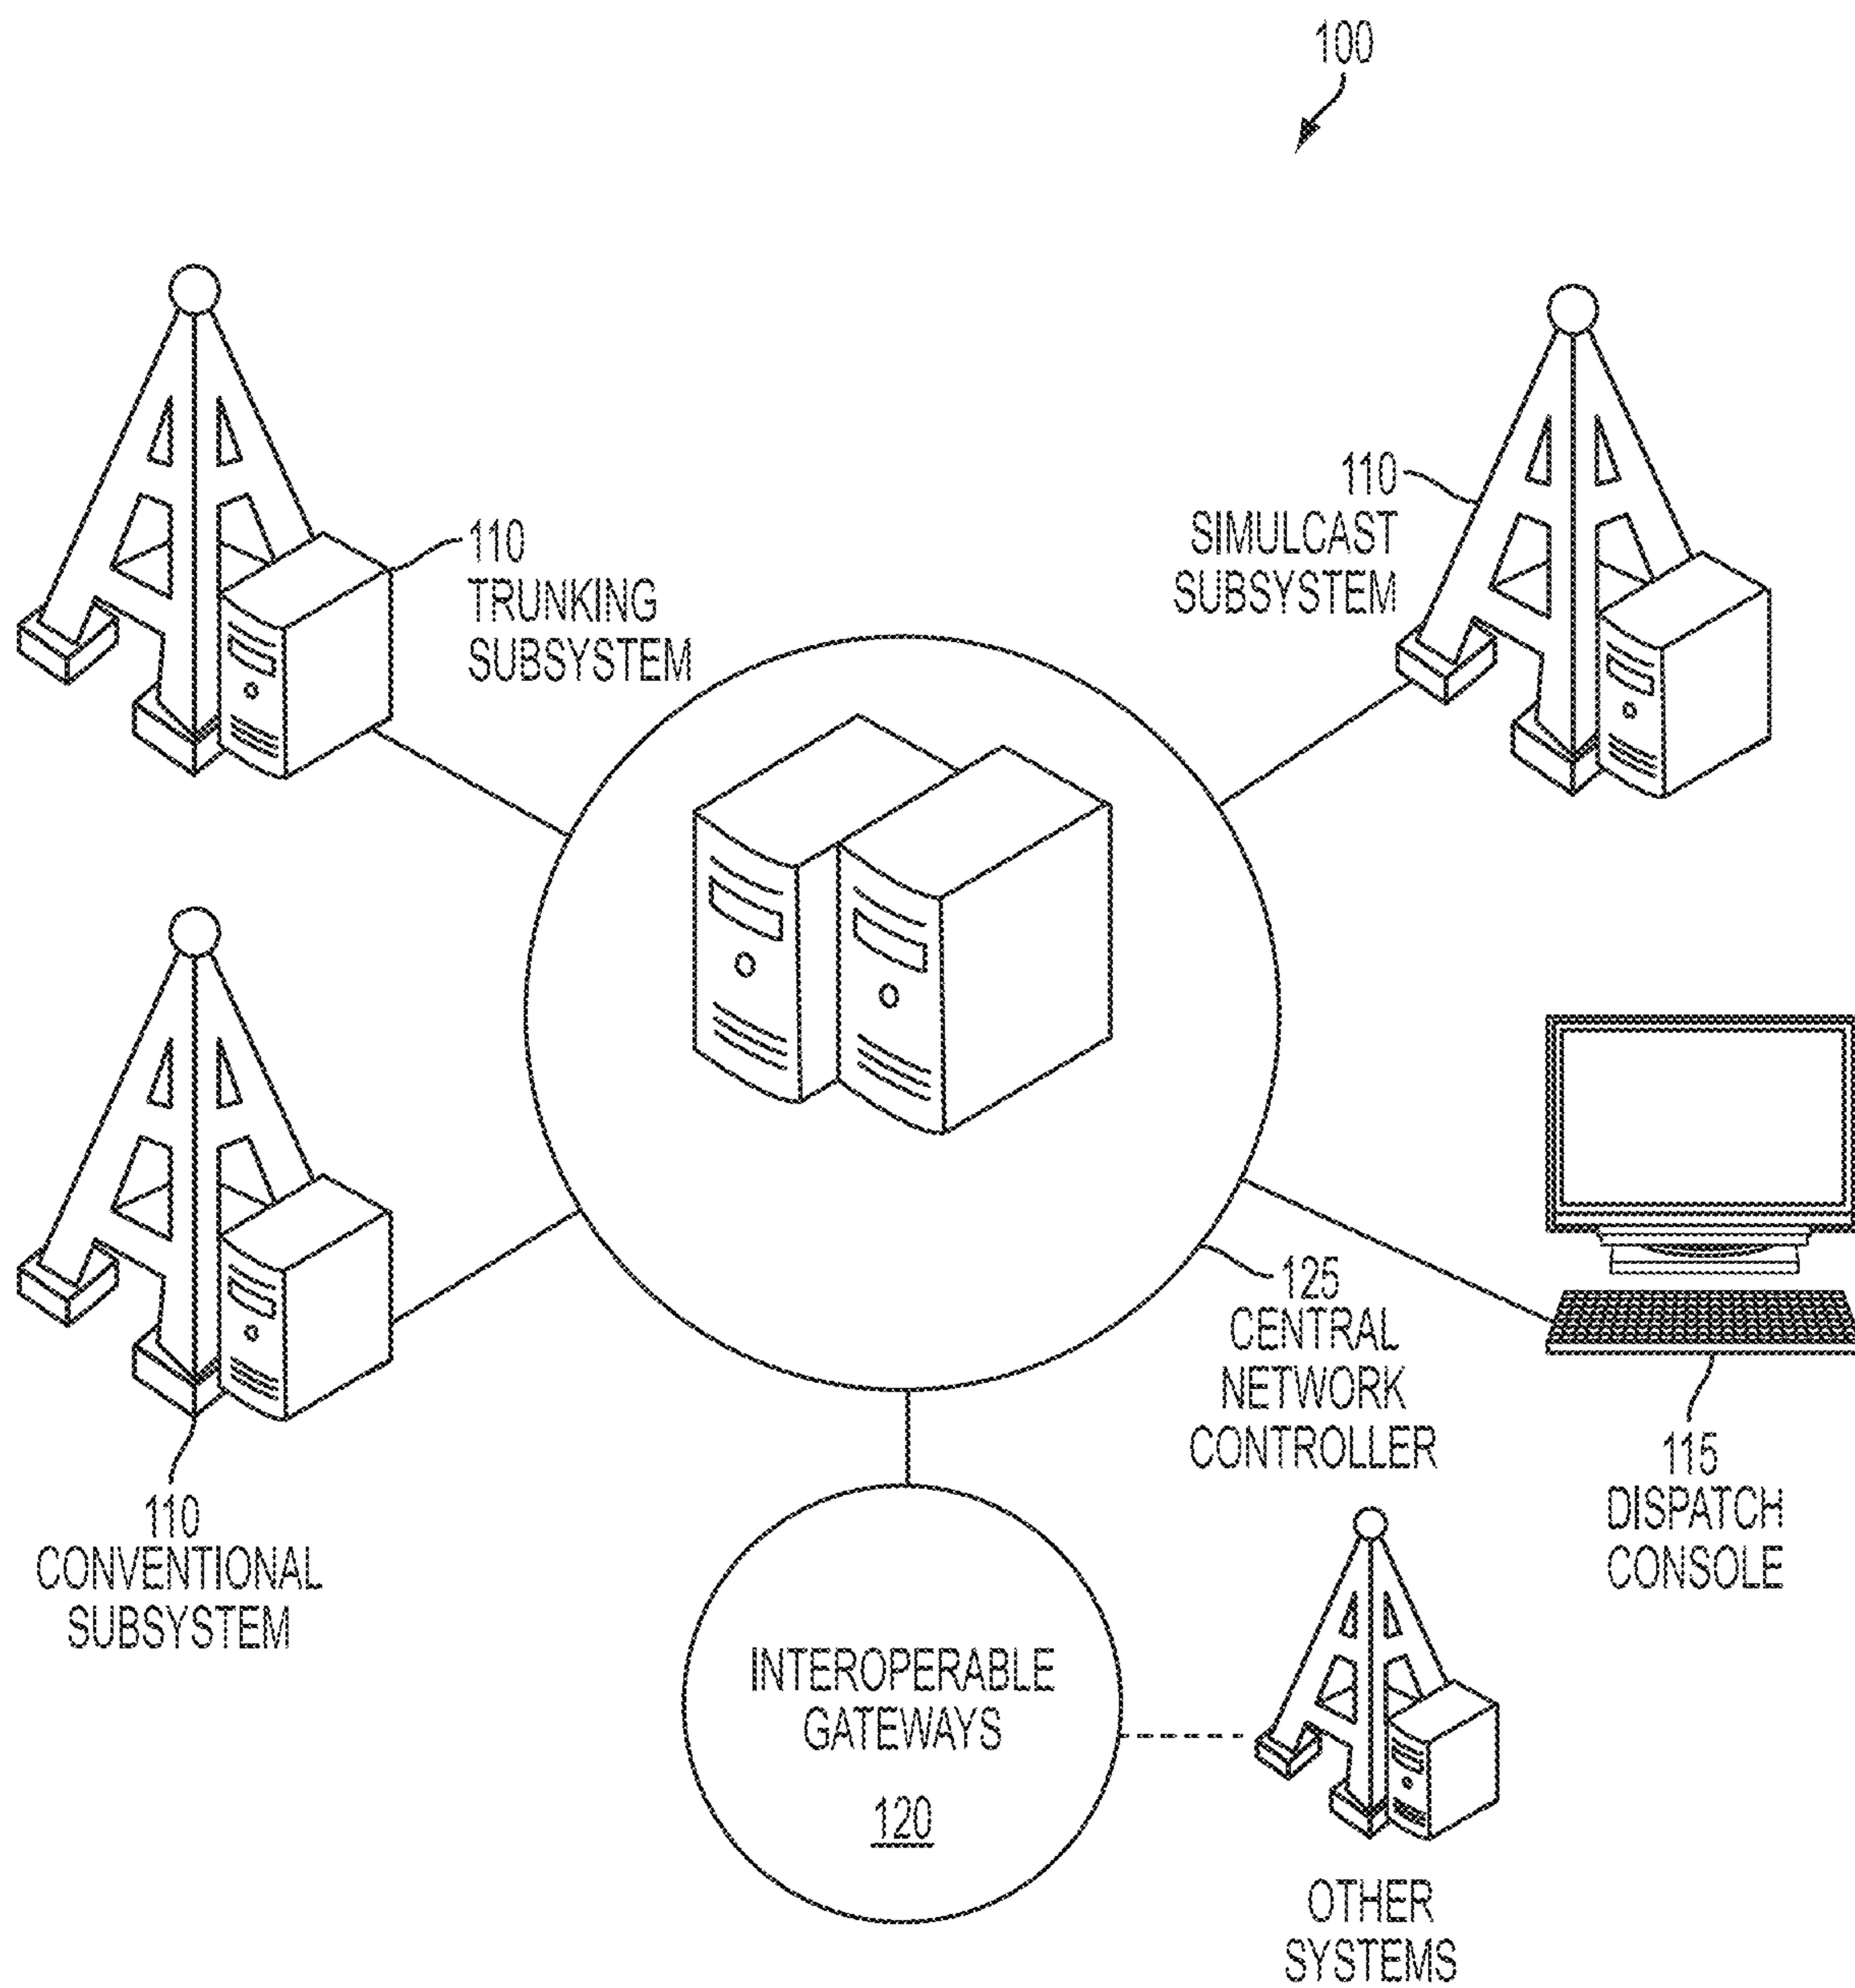 100
110
TRUNKING
SUBSYSTEM
110
SIMULCAST
SUBSYSTEM
125
CENTRAL
NETWORK
CONTROLLER
115
DISPATCH
CONSOLE
110
CONVENTIONAL
SUBSYSTEM
INTEROPERABLE
GATEWAYS
120
OTHER
SYSTEMS